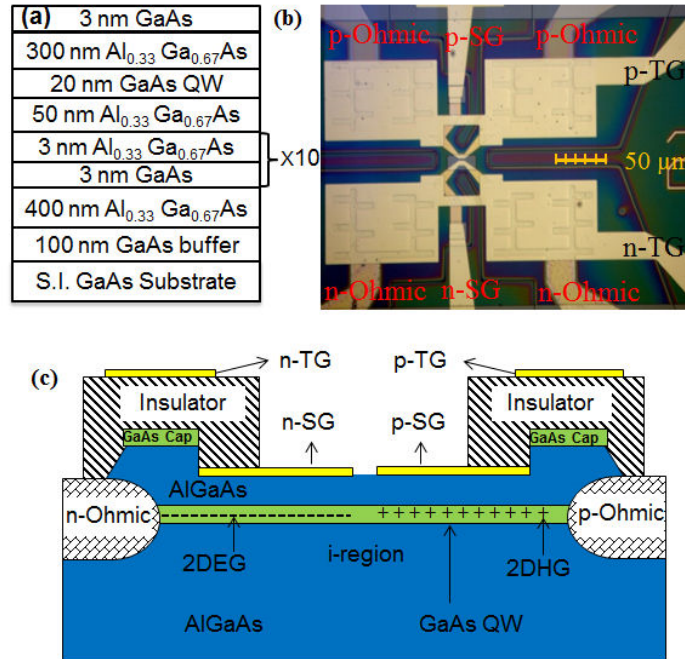 (a)
3 nm GaAs
300 nm Al0.33 Ga0.67As
20 nm GaAs QW
50 nm Al0.33 Ga0.67As
3 nm Al0.33 Ga0.67As
3 nm GaAs
X10
400 nm Al0.33 Ga0.67As
100 nm GaAs buffer
S.I. GaAs Substrate
(b)
p-Ohmic p-SG p-Ohmic
p-TG
50 μm
n-TG
n-Ohmic n-SG n-Ohmic
(c)
n-TG p-TG
Insulator n-SG p-SG Insulator
GaAs Cap GaAs Cap
AlGaAs
n-Ohmic p-Ohmic
2DEG i-region 2DHG
AlGaAs GaAs QW